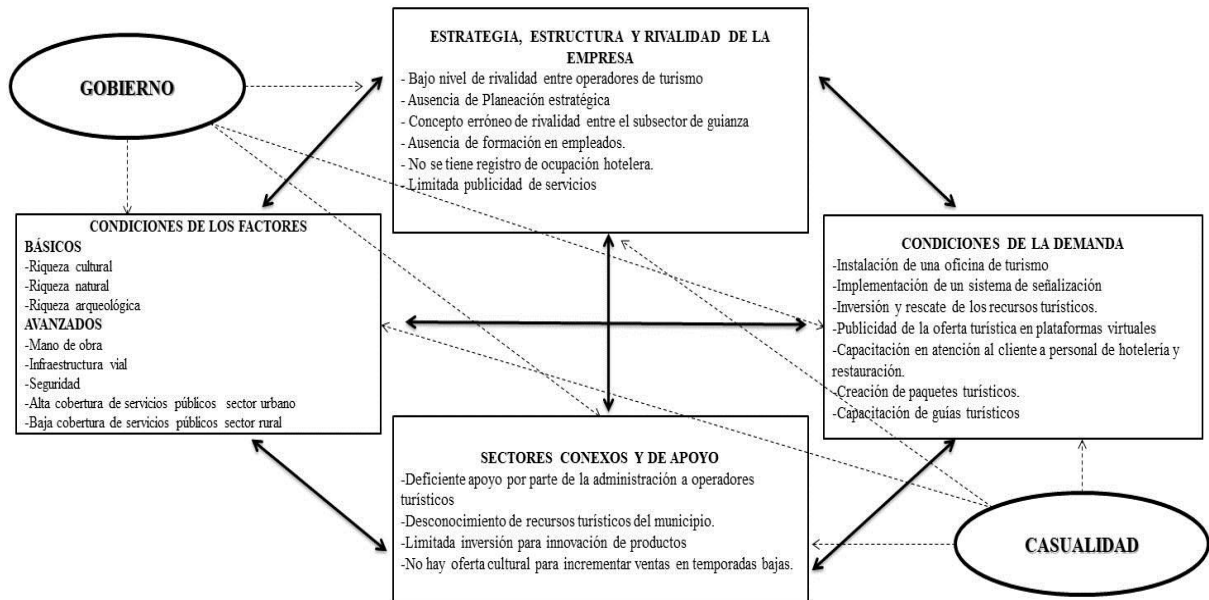 ESTRATEGIA, ESTRUCTURA Y RIVALIDAD DE LA
EMPRESA
- Bajo nivel de rivalidad entre operadores de turismo
- Ausencia de Planeación estratégica
- Concepto erróneo de rivalidad entre el subsector de guianza
- Ausencia de formación en empleados.
- No se tiene registro de ocupación hotelera.
- Limitada publicidad de servicios
GOBIERNO
CONDICIONES DE LOS FACTORES
BÁSICOS
-Riqueza cultural
-Riqueza natural
-Riqueza arqueológica
AVANZADOS
-Mano de obra
-Infraestructura vial
-Seguridad
-Alta cobertura de servicios públicos sector urbano
-Baja cobertura de servicios públicos sector rural
CONDICIONES DE LA DEMANDA
-Instalación de una oficina de turismo
-Implementación de un sistema de señalización
-Inversión y rescate de los recursos turísticos.
-Publicidad de la oferta turística en plataformas virtuales
-Capacitación en atención al cliente a personal de hotelería y
restauración.
-Creación de paquetes turísticos.
-Capacitación de guías turísticos
SECTORES CONEXOS Y DE APOYO
-Deficiente apoyo por parte de la administración a operadores
turísticos
-Desconocimiento de recursos turísticos del municipio.
-Limitada inversión para innovación de productos
-No hay oferta cultural para incrementar ventas en temporadas bajas.
CASUALIDAD